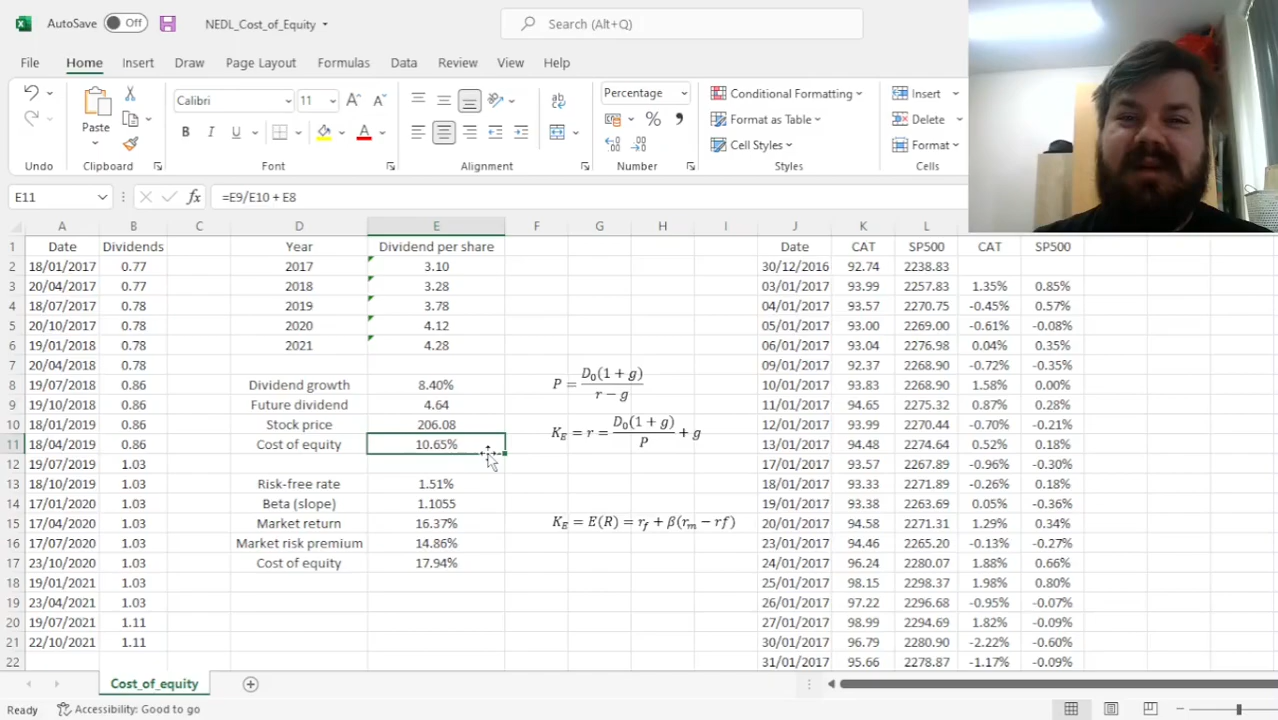 AutoSave Off NEDL_Cost_of_Equity Search (Alt+Q)
File Home Insert Draw Page Layout Formulas Data Review View Help
Undo Paste Clipboard
Calibri 11 A^ Aˇ B I U A Font
ab Alignment
Percentage % 9 Number
Conditional Formatting Format as Table Cell Styles Styles
Insert Delete Format Cells
E11 fx =E9/E10 + E8
A B C D E F G H I J K L
1 Date Dividends Year Dividend per share Date CAT SP500 CAT SP500
2 18/01/2017 0.77 2017 3.10 30/12/2016 92.74 2238.83
3 20/04/2017 0.77 2018 3.28 03/01/2017 93.99 2257.83 1.35% 0.85%
4 18/07/2017 0.78 2019 3.78 04/01/2017 93.57 2270.75 -0.45% 0.57%
5 20/10/2017 0.78 2020 4.12 05/01/2017 93.00 2269.00 -0.61% -0.08%
6 19/01/2018 0.78 2021 4.28 06/01/2017 93.04 2276.98 0.04% 0.35%
7 20/04/2018 0.78 09/01/2017 92.37 2268.90 -0.72% -0.35%
8 19/07/2018 0.86 Dividend growth 8.40% P = D₀(1 + g) / r − g 10/01/2017 93.83 2268.90 1.58% 0.00%
9 19/10/2018 0.86 Future dividend 4.64 11/01/2017 94.65 2275.32 0.87% 0.28%
10 18/01/2019 0.86 Stock price 206.08 12/01/2017 93.99 2270.44 -0.70% -0.21%
11 18/04/2019 0.86 Cost of equity 10.65% K_E = r = D₀(1 + g) / P + g 13/01/2017 94.48 2274.64 0.52% 0.18%
12 19/07/2019 1.03 17/01/2017 93.57 2267.89 -0.96% -0.30%
13 18/10/2019 1.03 Risk-free rate 1.51% 18/01/2017 93.33 2271.89 -0.26% 0.18%
14 17/01/2020 1.03 Beta (slope) 1.1055 19/01/2017 93.38 2263.69 0.05% -0.36%
15 17/04/2020 1.03 Market return 16.37% K_E = E(R) = r_f + β(r_m − rf) 20/01/2017 94.58 2271.31 1.29% 0.34%
16 17/07/2020 1.03 Market risk premium 14.86% 23/01/2017 94.46 2265.20 -0.13% -0.27%
17 23/10/2020 1.03 Cost of equity 17.94% 24/01/2017 96.24 2280.07 1.88% 0.66%
18 19/01/2021 1.03 25/01/2017 98.15 2298.37 1.98% 0.80%
19 23/04/2021 1.03 26/01/2017 97.22 2296.68 -0.95% -0.07%
20 19/07/2021 1.11 27/01/2017 98.99 2294.69 1.82% -0.09%
21 22/10/2021 1.11 30/01/2017 96.79 2280.90 -2.22% -0.60%
22 31/01/2017 95.66 2278.87 -1.17% -0.09%
Cost_of_equity
Ready Accessibility: Good to go